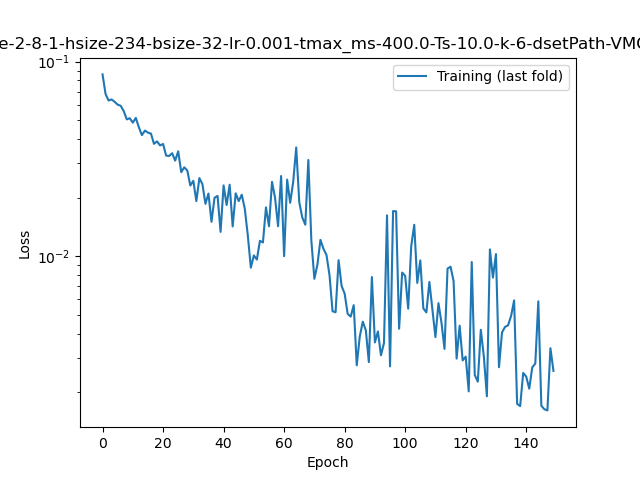 e-2-8-1-hsize-234-bsize-32-lr-0.001-tmax_ms-400.0-Ts-10.0-k-6-dsetPath-VMC
Training (last fold)
Loss
10⁻¹
10⁻²
0 20 40 60 80 100 120 140
Epoch